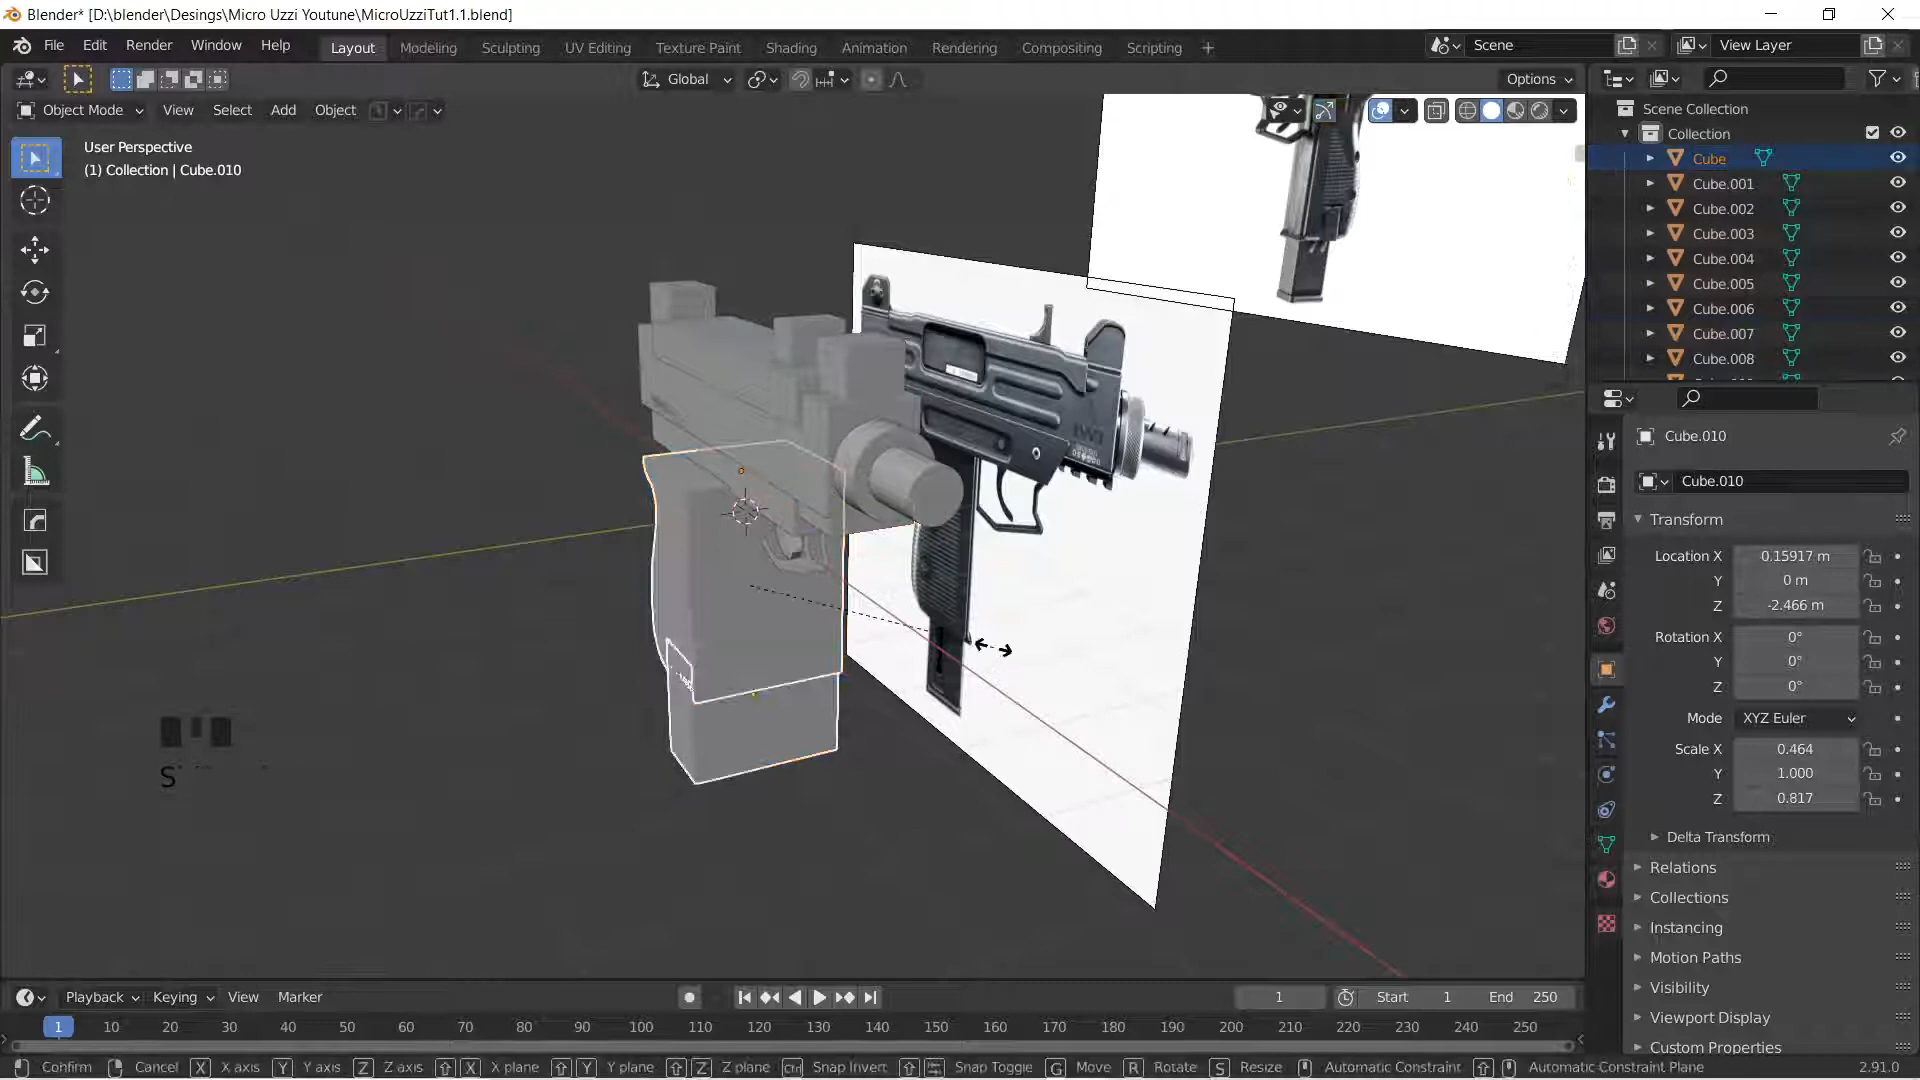 Blender* [D:\blender\Desings\Micro Uzzi Youtune\MicroUzziTut1.1.blend]
File Edit Render Window Help Layout Modeling Sculpting UV Editing Texture Paint Shading Animation Rendering Compositing Scripting + Scene View Layer
Global Options
Object Mode View Select Add Object
User Perspective
(1) Collection | Cube.010
Scene Collection
Collection
Cube
Cube.001
Cube.002
Cube.003
Cube.004
Cube.005
Cube.006
Cube.007
Cube.008
Cube.010
Cube.010
Transform
Location X 0.15917 m
Y 0 m
Z -2.466 m
Rotation X 0°
Y 0°
Z 0°
Mode XYZ Euler
Scale X 0.464
Y 1.000
Z 0.817
Delta Transform
Relations
Collections
Instancing
Motion Paths
Visibility
Viewport Display
Custom Properties
S
Playback Keying View Marker 1 Start 1 End 250
1 10 20 30 40 50 60 70 80 90 100 110 120 130 140 150 160 170 180 190 200 210 220 230 240 250
Confirm Cancel X X axis Y Y axis Z Z axis X X plane Y Y plane Z Z plane Ctrl Snap Invert Snap Toggle G Move R Rotate S Resize Automatic Constraint Automatic Constraint Plane 2.91.0